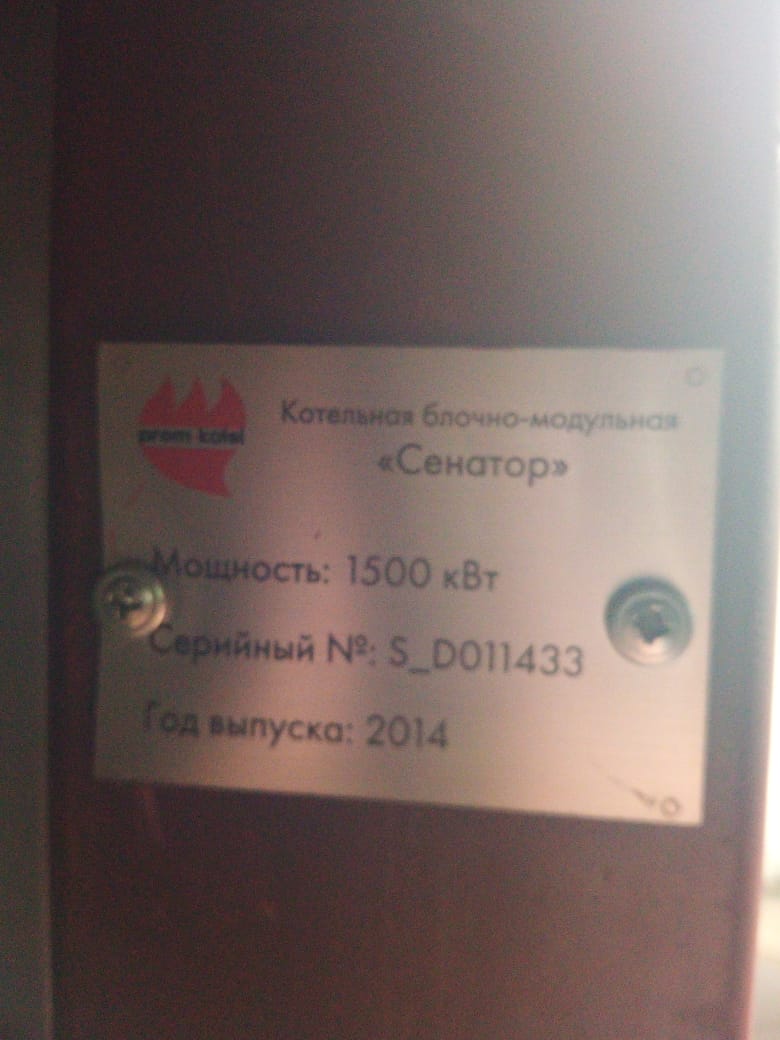 prom kotel
Котельная блочно-модульная
«Сенатор»
Мощность: 1500 кВт
Серийный №: S_D011433
Год выпуска: 2014